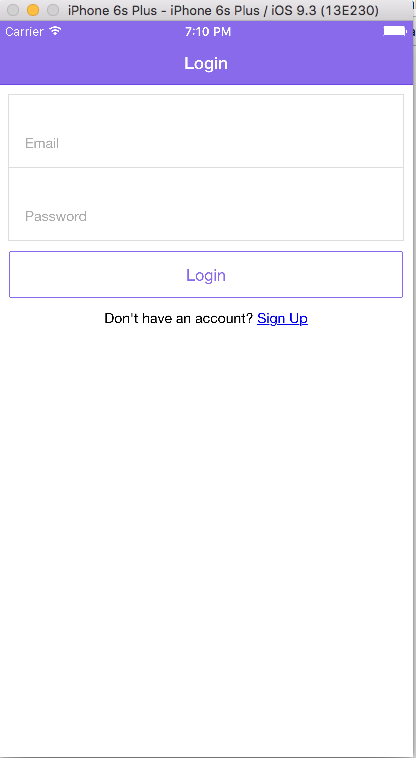 iPhone 6s Plus - iPhone 6s Plus / iOS 9.3 (13E230)
Carrier 7:10 PM
Login
Email
Password
Login
Don't have an account? Sign Up